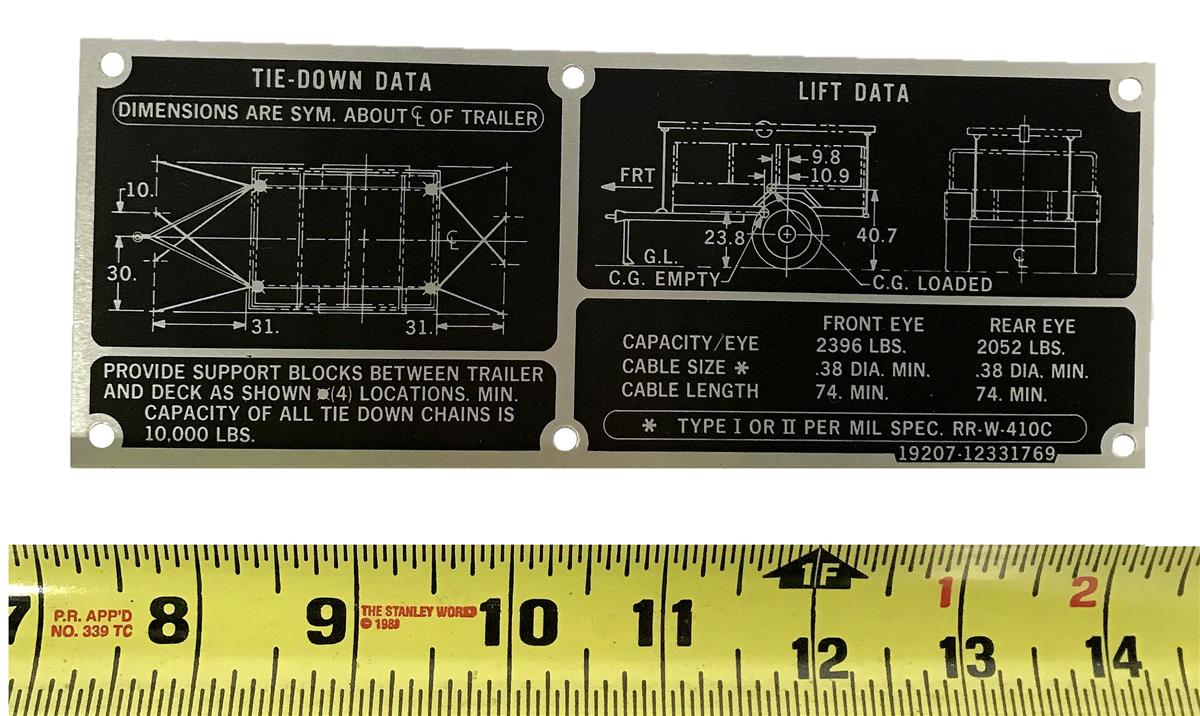 TIE-DOWN DATA
DIMENSIONS ARE SYM. ABOUT ℄ OF TRAILER
10.
℄
30.
31.
31.
PROVIDE SUPPORT BLOCKS BETWEEN TRAILER
AND DECK AS SHOWN (4) LOCATIONS. MIN.
CAPACITY OF ALL TIE DOWN CHAINS IS
10,000 LBS.
LIFT DATA
9.8
10.9
FRT
23.8
40.7
G.L.
℄
C.G. EMPTY
C.G. LOADED
FRONT EYE REAR EYE
CAPACITY/EYE 2396 LBS. 2052 LBS.
CABLE SIZE * .38 DIA. MIN. .38 DIA. MIN.
CABLE LENGTH 74. MIN. 74. MIN.
* TYPE I OR II PER MIL SPEC. RR-W-410C
19207-12331769
1F
1 2
7 8 9 10 11 12 13 14
P.R. APP'D
NO. 339 TC
THE STANLEY WORKS
© 1988